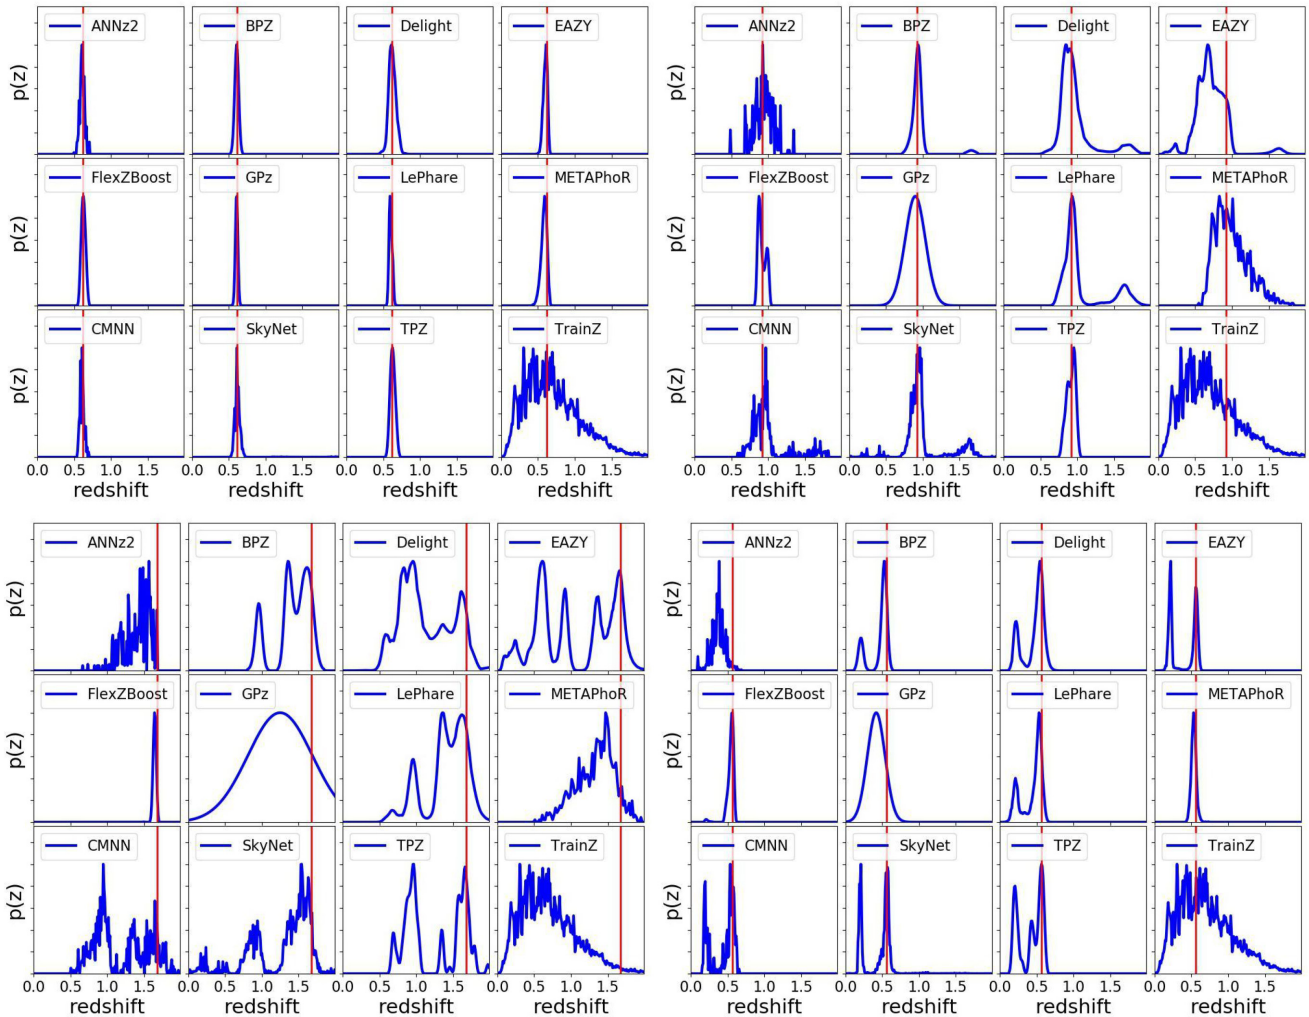 ANNz2 BPZ Delight EAZY ANNz2 BPZ Delight EAZY
p(z) p(z)
FlexZBoost GPz LePhare METAPhoR FlexZBoost GPz LePhare METAPhoR
p(z) p(z)
CMNN SkyNet TPZ TrainZ CMNN SkyNet TPZ TrainZ
p(z) p(z)
0.0 0.5 1.0 1.5 0.0 0.5 1.0 1.5 0.0 0.5 1.0 1.5 0.0 0.5 1.0 1.5 0.0 0.5 1.0 1.5 0.0 0.5 1.0 1.5 0.0 0.5 1.0 1.5 0.0 0.5 1.0 1.5
redshift redshift redshift redshift redshift redshift redshift redshift
ANNz2 BPZ Delight EAZY ANNz2 BPZ Delight EAZY
p(z) p(z)
FlexZBoost GPz LePhare METAPhoR FlexZBoost GPz LePhare METAPhoR
p(z) p(z)
CMNN SkyNet TPZ TrainZ CMNN SkyNet TPZ TrainZ
p(z) p(z)
0.0 0.5 1.0 1.5 0.0 0.5 1.0 1.5 0.0 0.5 1.0 1.5 0.0 0.5 1.0 1.5 0.0 0.5 1.0 1.5 0.0 0.5 1.0 1.5 0.0 0.5 1.0 1.5 0.0 0.5 1.0 1.5
redshift redshift redshift redshift redshift redshift redshift redshift